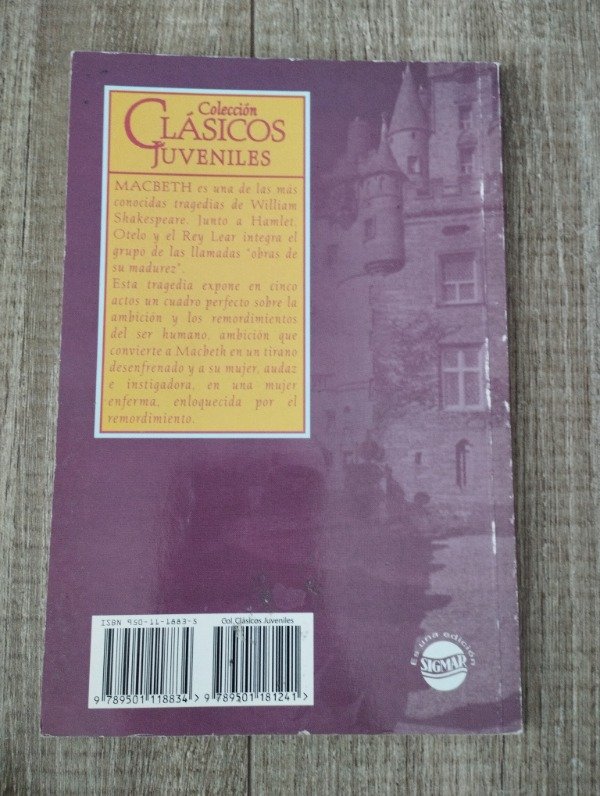 Colección
CLÁSICOS
JUVENILES
MACBETH es una de las más
conocidas tragedias de William
Shakespeare. Junto a Hamlet,
Otelo y el Rey Lear integra el
grupo de las llamadas "obras de
su madurez".
Esta tragedia expone en cinco
actos un cuadro perfecto sobre la
ambición y los remordimientos
del ser humano, ambición que
convierte a Macbeth en un tirano
desenfrenado y a su mujer, audaz
e instigadora, en una mujer
enferma, enloquecida por el
remordimiento.
ISBN 950-11-1883-5
Col. Clásicos Juveniles
9 789501 118834 >
9 789501 181241 >
Es una edición
SIGMAR